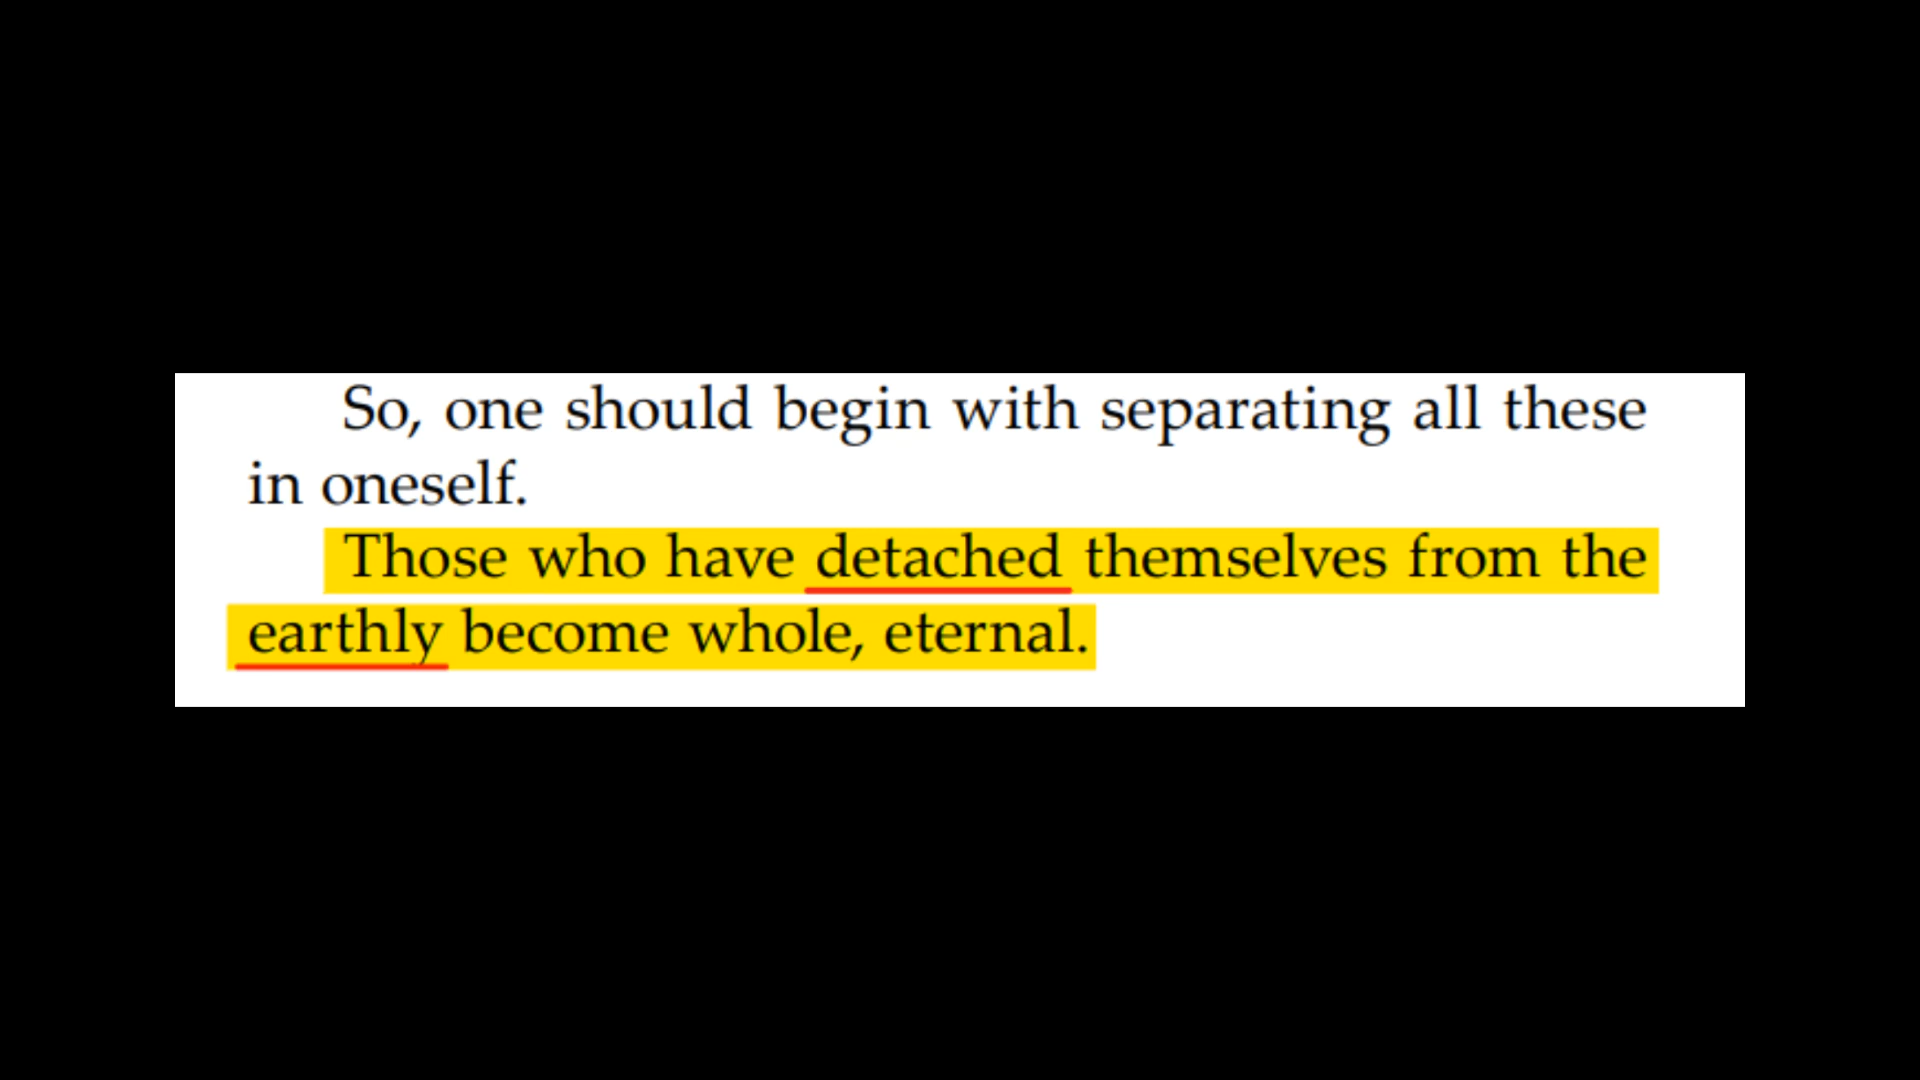 So, one should begin with separating all these
in oneself.
Those who have detached themselves from the
earthly become whole, eternal.